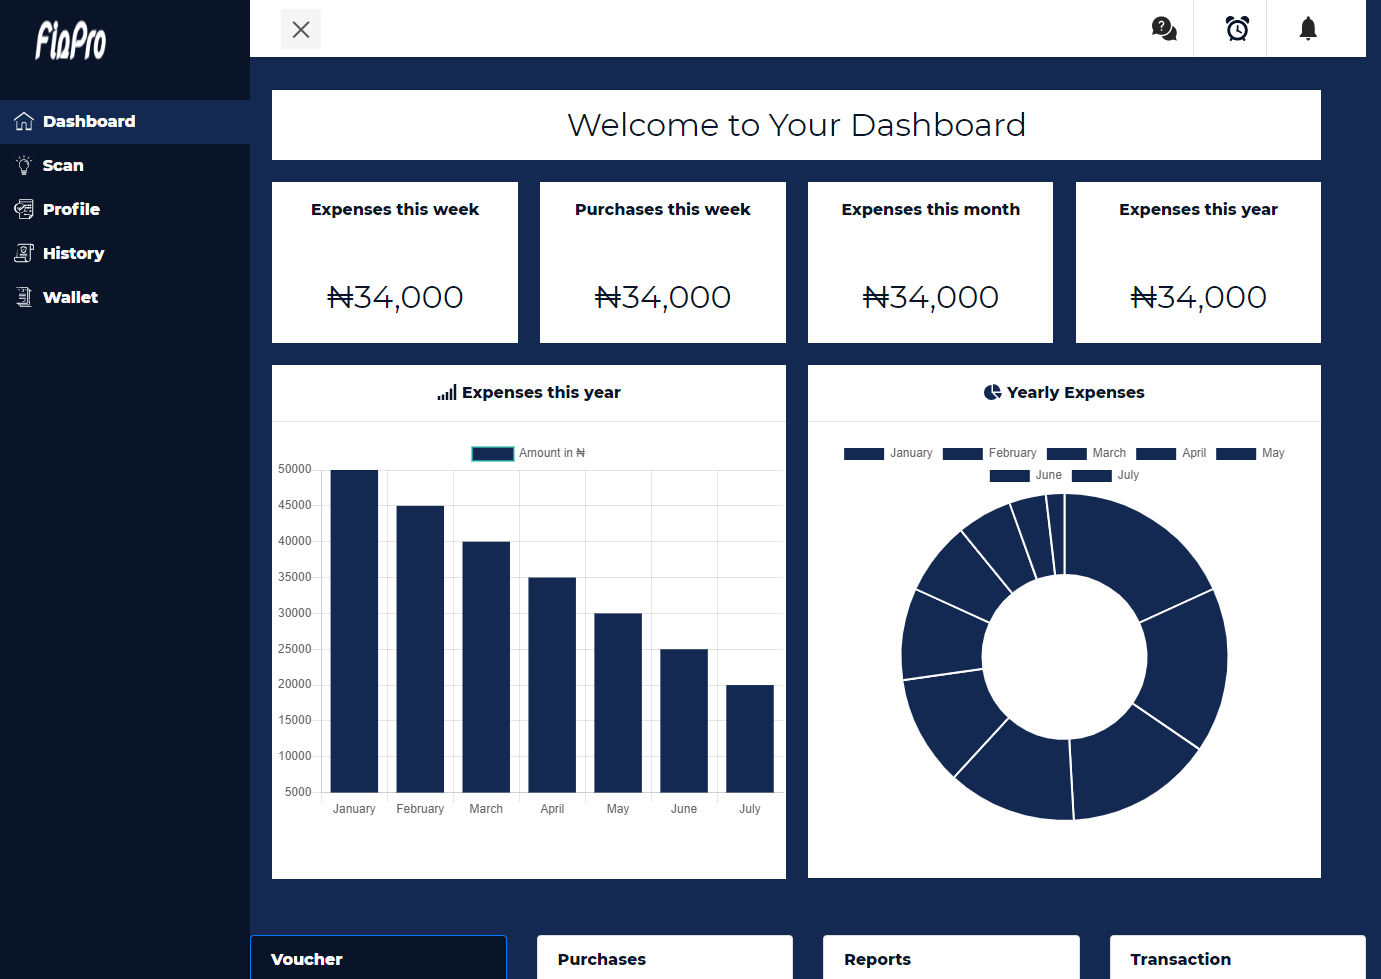 FinPro
Dashboard
Scan
Profile
History
Wallet
Welcome to Your Dashboard
Expenses this week
₦34,000
Purchases this week
₦34,000
Expenses this month
₦34,000
Expenses this year
₦34,000
Expenses this year
Amount in ₦
50000
45000
40000
35000
30000
25000
20000
15000
10000
5000
January February March April May June July
Yearly Expenses
January February March April May
June July
Voucher
Purchases
Reports
Transaction